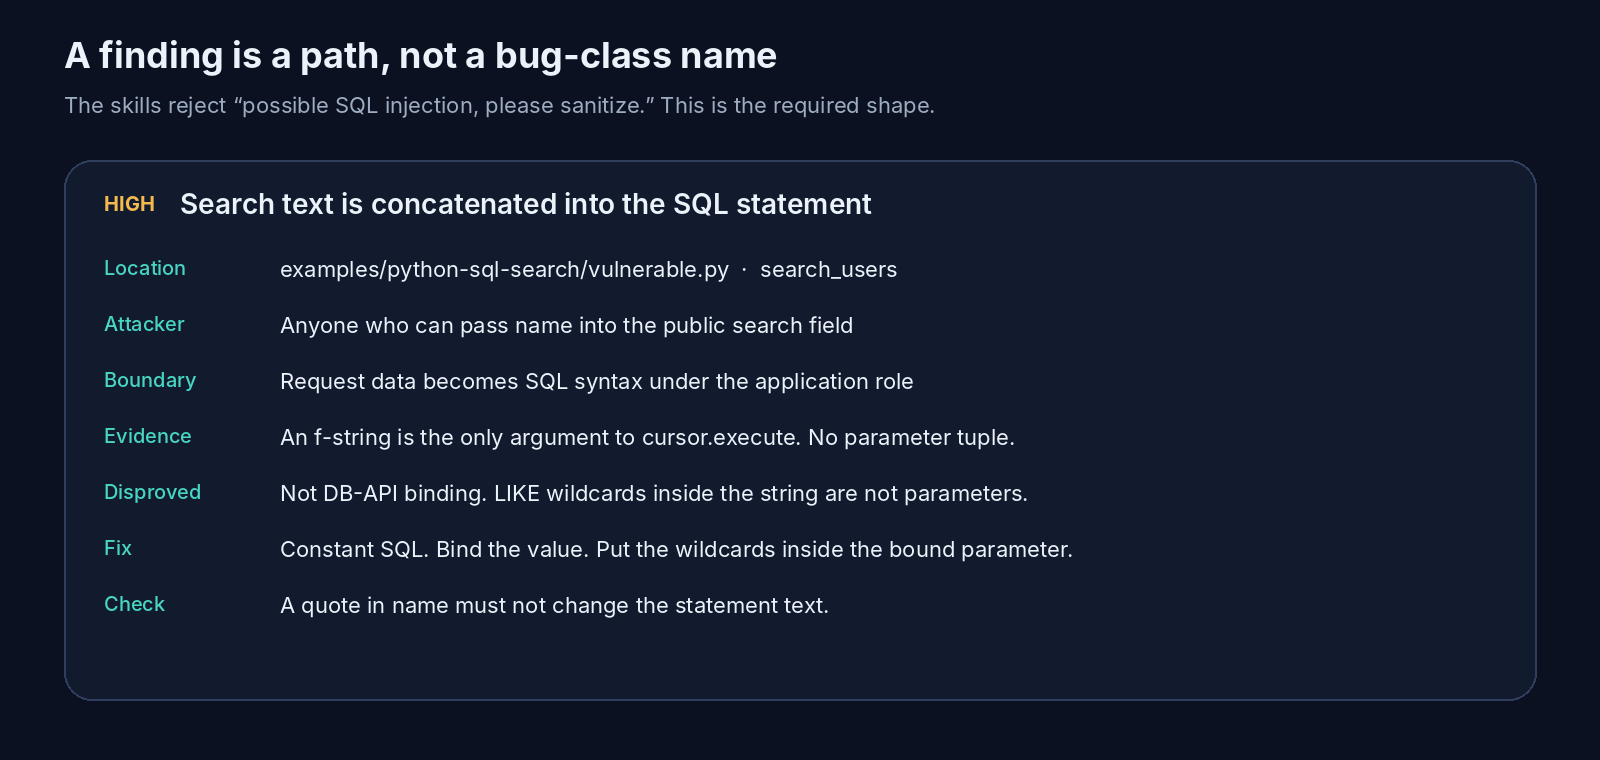 A finding is a path, not a bug-class name
The skills reject “possible SQL injection, please sanitize.” This is the required shape.
HIGH Search text is concatenated into the SQL statement
Location examples/python-sql-search/vulnerable.py · search_users
Attacker Anyone who can pass name into the public search field
Boundary Request data becomes SQL syntax under the application role
Evidence An f-string is the only argument to cursor.execute. No parameter tuple.
Disproved Not DB-API binding. LIKE wildcards inside the string are not parameters.
Fix Constant SQL. Bind the value. Put the wildcards inside the bound parameter.
Check A quote in name must not change the statement text.